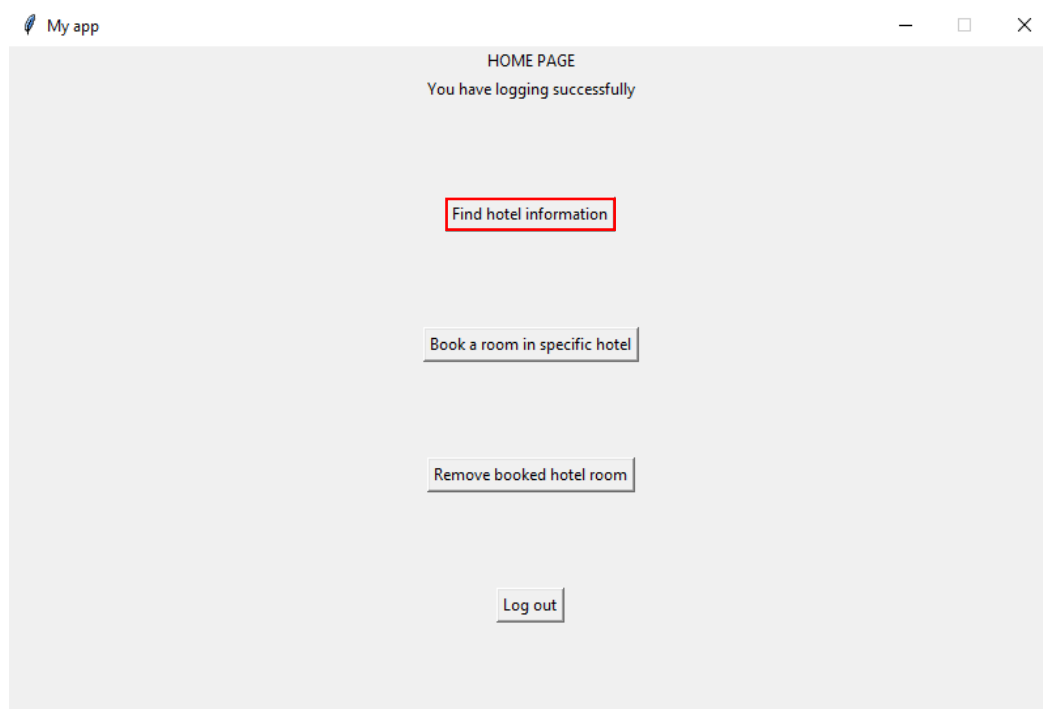 My app
HOME PAGE
You have logging successfully
Find hotel information
Book a room in specific hotel
Remove booked hotel room
Log out